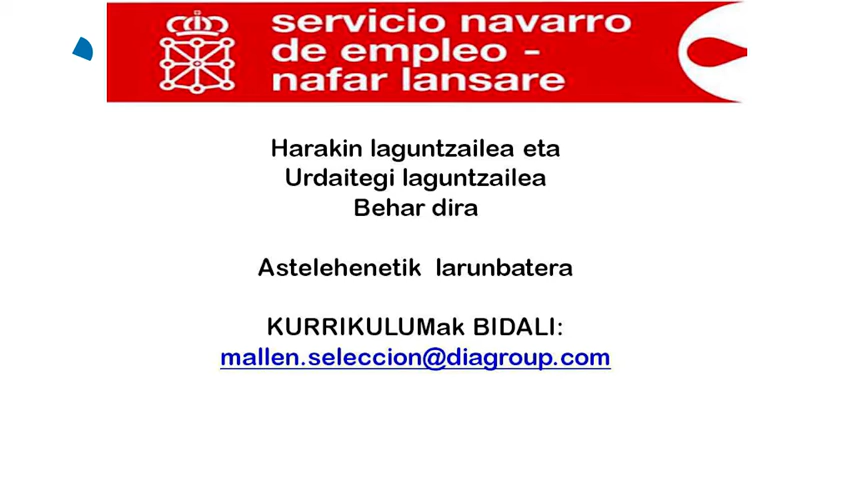 servicio navarro
de empleo -
nafar lansare
Harakin laguntzailea eta
Urdaitegi laguntzailea
Behar dira
Astelehenetik larunbatera
KURRIKULUMak BIDALI:
mallen.seleccion@diagroup.com